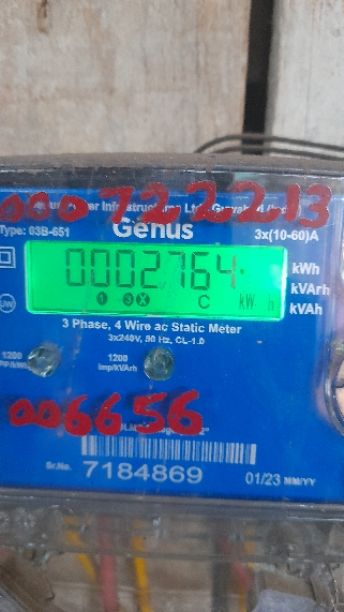 0007222213
Genus
Type: 03B-651
3x(10-60)A
0002764
kWh
kVArh
kVAh
C kW h
3 Phase, 4 Wire ac Static Meter
3x240V, 50 Hz, CL-1.0
1200
1200
Imp/kVArh
006656
Sr.No. 7184869
01/23 MM/YY